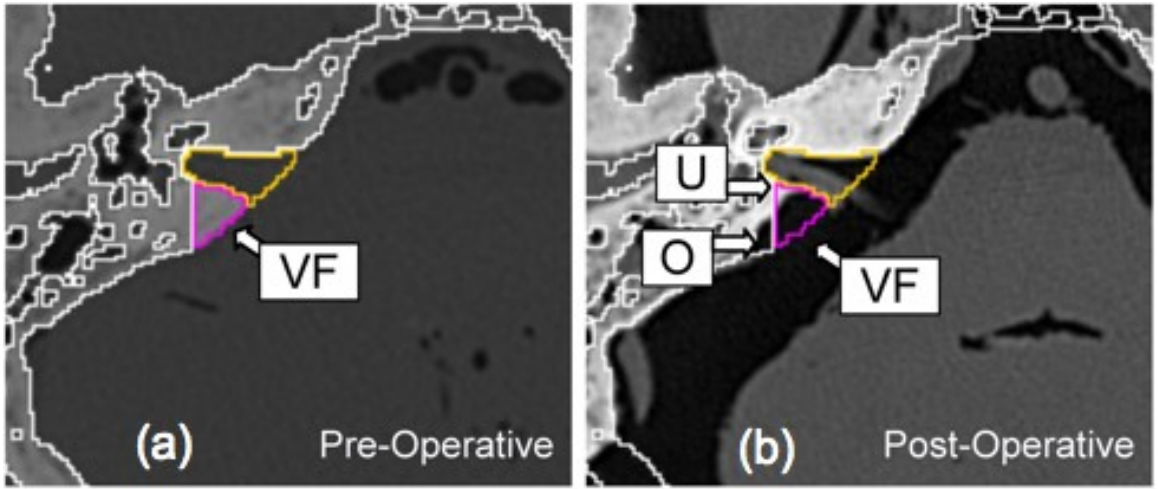 VF
(a)
Pre-Operative
U
O
VF
(b)
Post-Operative